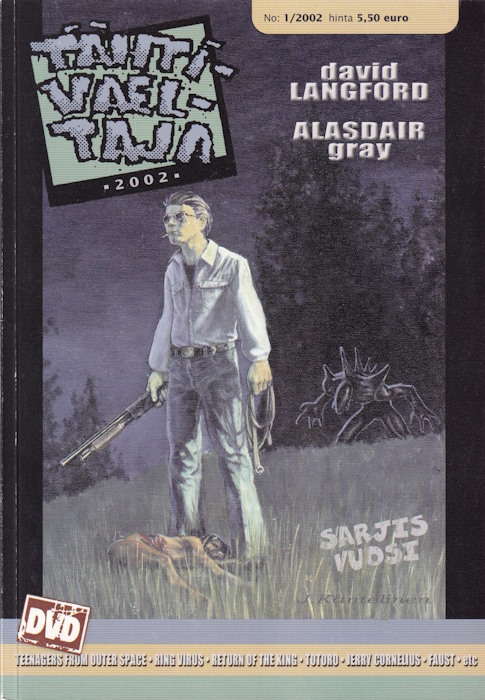 No: 1/2002 hinta 5,50 euro
TÄHTI-
VAEL-
TAJA
▪2002▪
david
LANGFORD
ALASDAIR
gray
SARJIS
VUOSI
J. Kantelinen
DVD
TEENAGERS FROM OUTER SPACE • RING VIRUS • RETURN OF THE KING • TOTORO • JERRY CORNELIUS • FAUST • etc